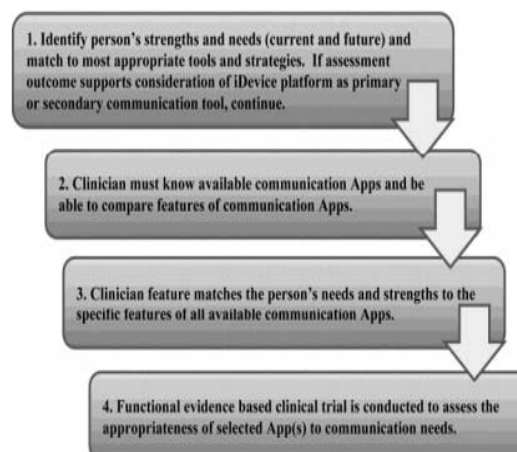 1. Identify person's strengths and needs (current and future) and
match to most appropriate tools and strategies. If assessment
outcome supports consideration of iDevice platform as primary
or secondary communication tool, continue.
2. Clinician must know available communication Apps and be
able to compare features of communication Apps.
3. Clinician feature matches the person's needs and strengths to the
specific features of all available communication Apps.
4. Functional evidence based clinical trial is conducted to assess the
appropriateness of selected App(s) to communication needs.